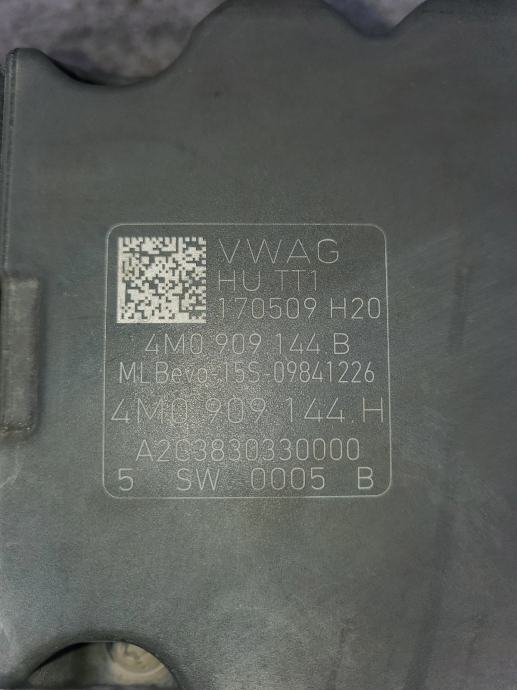 VWAG
HU TT1
170509 H20
4M0 909 144.B
MLBevo-15S-09841226
4M0 909 144.H
A2C3830330000
5 SW 0005 B